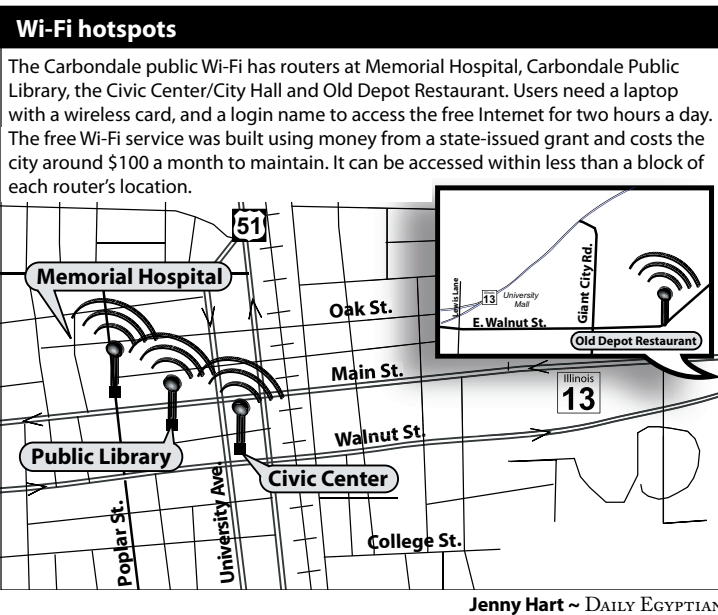 Wi-Fi hotspots
The Carbondale public Wi-Fi has routers at Memorial Hospital, Carbondale Public
Library, the Civic Center/City Hall and Old Depot Restaurant. Users need a laptop
with a wireless card, and a login name to access the free Internet for two hours a day.
The free Wi-Fi service was built using money from a state-issued grant and costs the
city around $100 a month to maintain. It can be accessed within less than a block of
each router's location.
51
Memorial Hospital
Oak St.
Main St.
Walnut St.
Illinois
13
Public Library
Civic Center
Poplar St.
University Ave.
College St.
Lewis Lane
Illinois
13
University
Mall
Giant City Rd.
E. Walnut St.
Old Depot Restaurant
Jenny Hart ~ DAILY EGYPTIAN